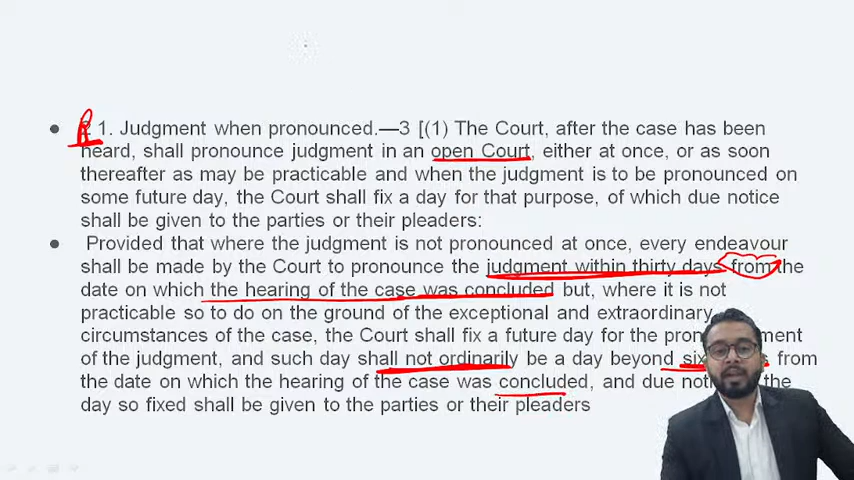 1. Judgment when pronounced.—3 [(1) The Court, after the case has been
heard, shall pronounce judgment in an open Court, either at once, or as soon
thereafter as may be practicable and when the judgment is to be pronounced on
some future day, the Court shall fix a day for that purpose, of which due notice
shall be given to the parties or their pleaders:
Provided that where the judgment is not pronounced at once, every endeavour
shall be made by the Court to pronounce the judgment within thirty days from the
date on which the hearing of the case was concluded but, where it is not
practicable so to do on the ground of the exceptional and extraordinary
circumstances of the case, the Court shall fix a future day for the
of the judgment, and such day shall not ordinarily be a day beyond from
the date on which the hearing of the case was concluded, and due the
day so fixed shall be given to the parties or their pleaders